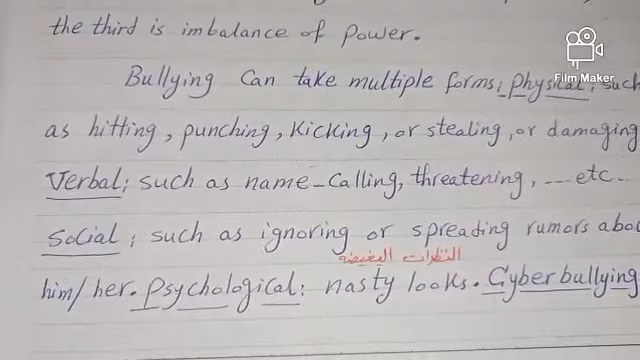 the third is imbalance of power.
Film Maker
Bullying Can take multiple forms; physical; such
as hitting, punching, Kicking, or stealing, or damaging
Verbal; such as name-calling, threatening, ... etc.
Social; such as ignoring or spreading rumors abo
النظرات البغيضة
him/her. Psychological: nasty looks. Cyberbullying